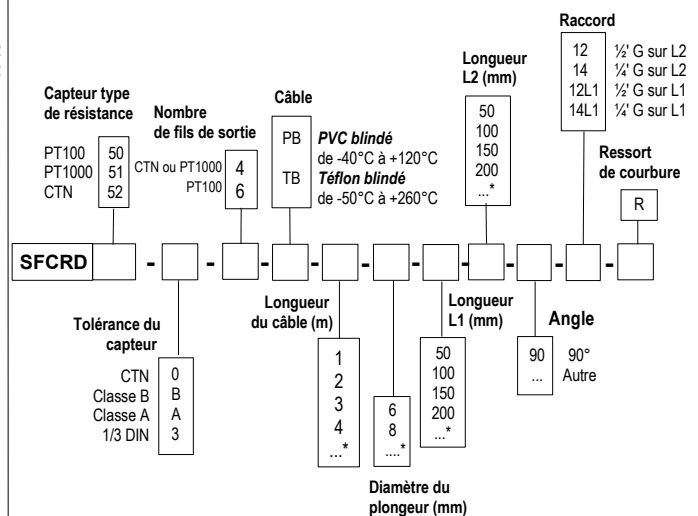 Raccord
12 ½' G sur L2
14 ¼' G sur L2
12L1 ½' G sur L1
14L1 ¼' G sur L1
Longueur
L2 (mm)
50
100
150
200
...*
Capteur type
de résistance
PT100 50
PT1000 51
CTN 52
Nombre
de fils de sortie
CTN ou PT1000 4
PT100 6
Câble
PB PVC blindé
de -40°C à +120°C
TB Téflon blindé
de -50°C à +260°C
Ressort
de courbure
R
SFCRD - - - - - - - - - -
Tolérance du
capteur
CTN 0
Classe B B
Classe A A
1/3 DIN 3
Longueur
du câble (m)
1
2
3
4
...*
6
8
....*
Diamètre du
plongeur (mm)
Longueur
L1 (mm)
50
100
150
200
...*
Angle
90 90°
... Autre